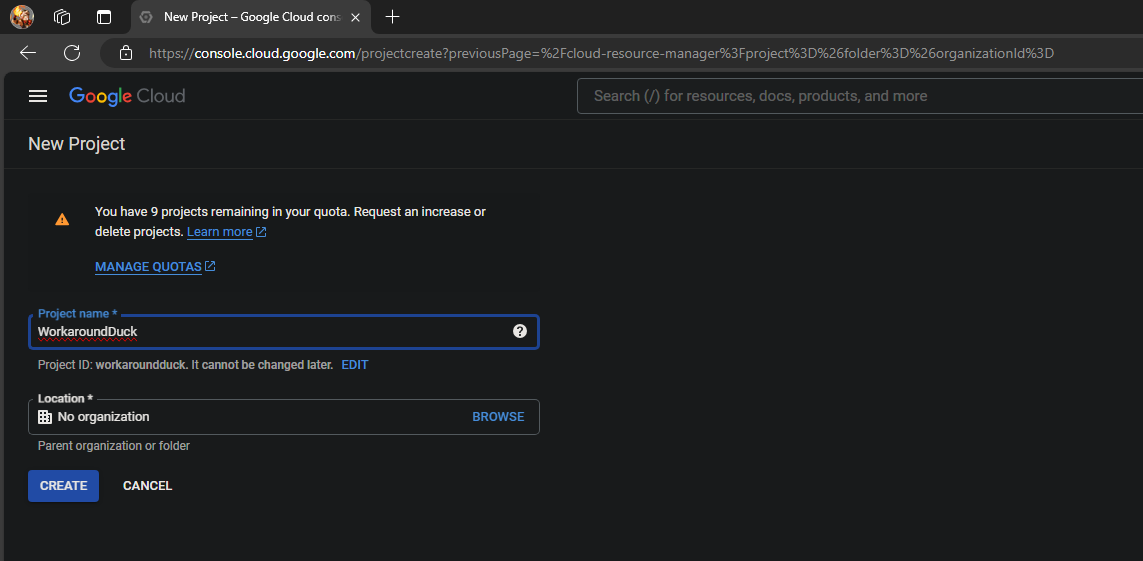 New Project – Google Cloud cons
https://console.cloud.google.com/projectcreate?previousPage=%2Fcloud-resource-manager%3Fproject%3D%26folder%3D%26organizationId%3D
Google Cloud
Search (/) for resources, docs, products, and more
New Project
You have 9 projects remaining in your quota. Request an increase or
delete projects. Learn more
MANAGE QUOTAS
Project name *
WorkaroundDuck
Project ID: workaroundduck. It cannot be changed later. EDIT
Location *
No organization BROWSE
Parent organization or folder
CREATE CANCEL